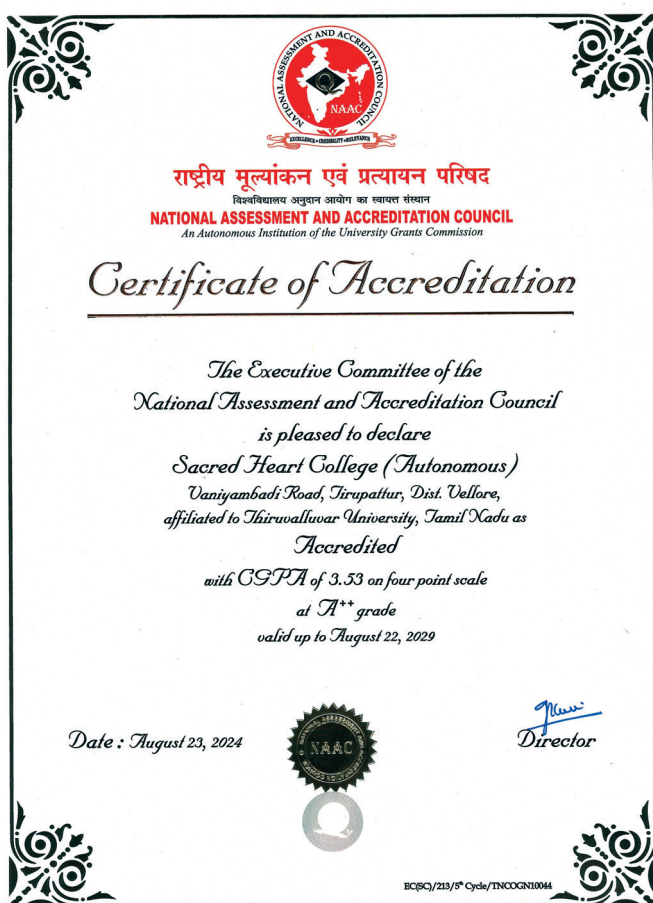 NATIONAL ASSESSMENT AND ACCREDITATION COUNCIL
NAAC
EXCELLENCE • CREDIBILITY • RELEVANCE
राष्ट्रीय मूल्यांकन एवं प्रत्यायन परिषद
विश्वविद्यालय अनुदान आयोग का स्वायत्त संस्थान
NATIONAL ASSESSMENT AND ACCREDITATION COUNCIL
An Autonomous Institution of the University Grants Commission
Certificate of Accreditation
The Executive Committee of the
National Assessment and Accreditation Council
is pleased to declare
Sacred Heart College (Autonomous)
Vaniyambadi Road, Tirupattur, Dist. Vellore,
affiliated to Thiruvalluvar University, Tamil Nadu as
Accredited
with CGPA of 3.53 on four point scale
at A++ grade
valid up to August 22, 2029
Date : August 23, 2024
NAAC
Director
EC(SC)/213/5th Cycle/TNCOGN10044